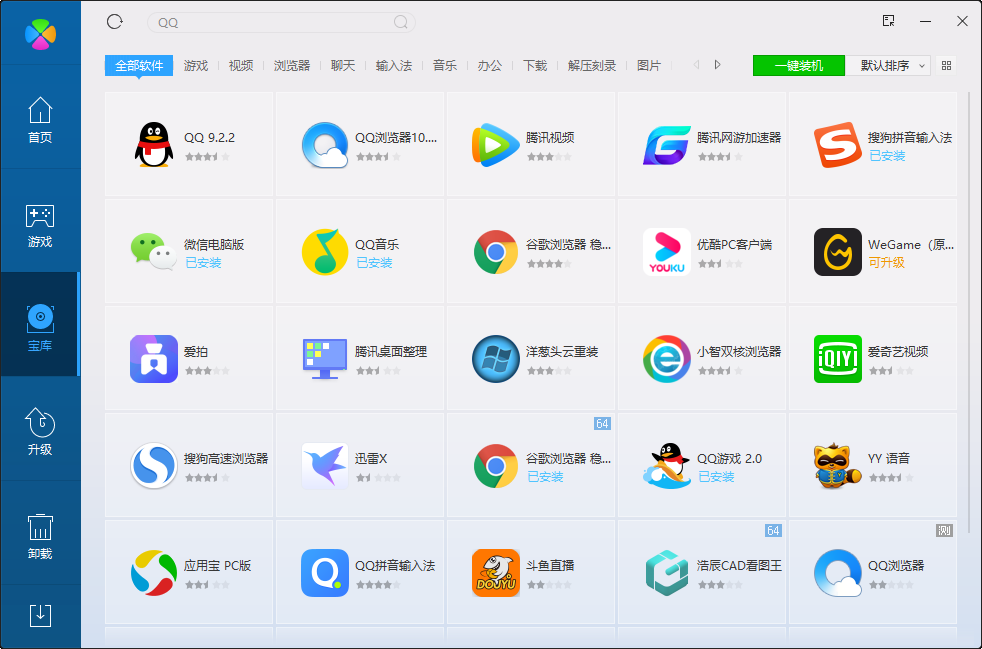 QQ
全部软件 游戏 视频 浏览器 聊天 输入法 音乐 办公 下载 解压刻录 图片 一键装机 默认排序
首页
游戏
宝库
升级
卸载
QQ 9.2.2
QQ浏览器10....
腾讯视频
腾讯网游加速器
搜狗拼音输入法
已安装
微信电脑版
已安装
QQ音乐
已安装
谷歌浏览器 稳...
YOUKU
优酷PC客户端
WeGame（原...
可升级
爱拍
腾讯桌面整理
洋葱头云重装
小智双核浏览器
iQIYI
爱奇艺视频
搜狗高速浏览器
迅雷X
64
谷歌浏览器 稳...
已安装
QQ游戏 2.0
已安装
YY 语音
应用宝 PC版
QQ拼音输入法
DOUYU
斗鱼直播
64
浩辰CAD看图王
测
QQ浏览器